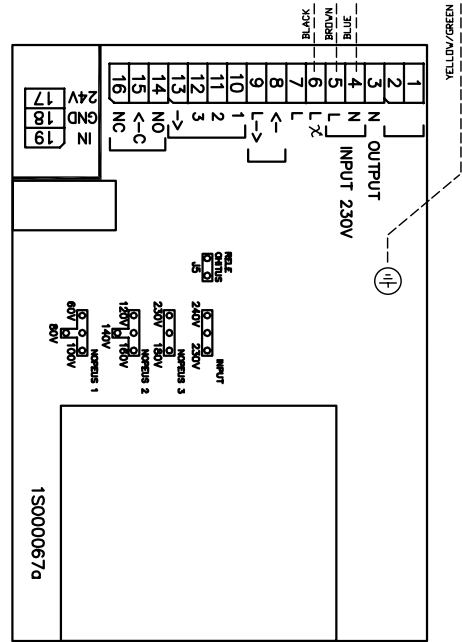 BLACK
BROWN
BLUE
YELLOW/GREEN
16 15 14 13 12 11 10 9 8 7 6 5 4 3 2 1
NC <-C NO -> 3 2 1 L-> <- L L L N N
INPUT 230V
OUTPUT
17 24V
18 GND
19 IN
RELE
OHITUS
J5
INPUT
240V 230V
NOPEUS 3
230V 180V
NOPEUS 2
120V 160V
140V
NOPEUS 1
60V 100V
80V
1S000067a